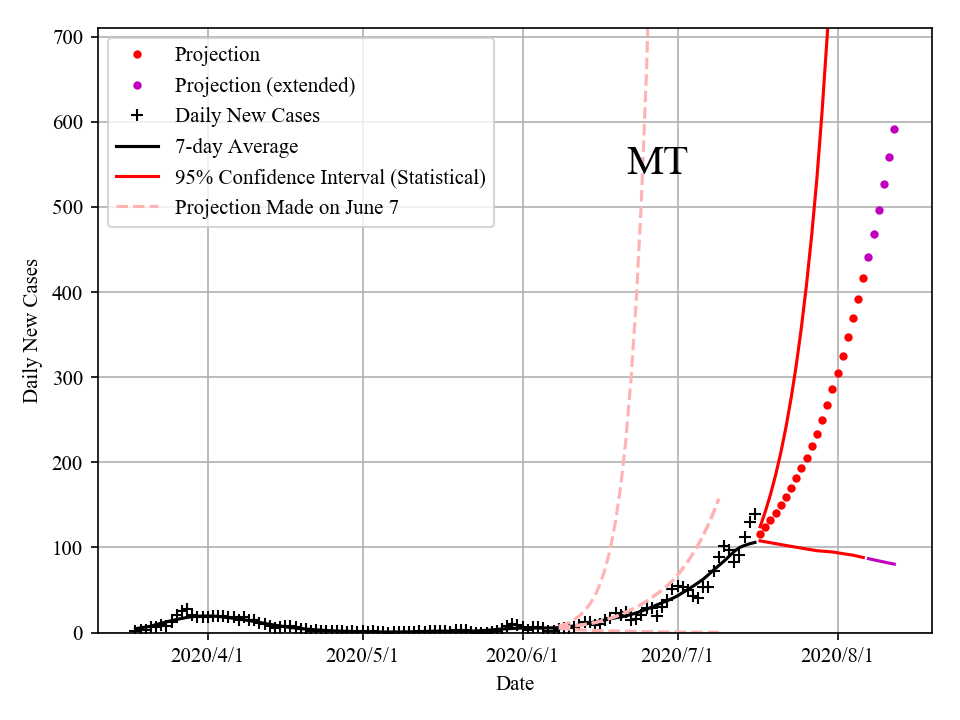 700
600
500
400
300
200
100
0
Daily New Cases
Projection
Projection (extended)
Daily New Cases
7-day Average
95% Confidence Interval (Statistical)
Projection Made on June 7
MT
2020/4/1
2020/5/1
2020/6/1
2020/7/1
2020/8/1
Date